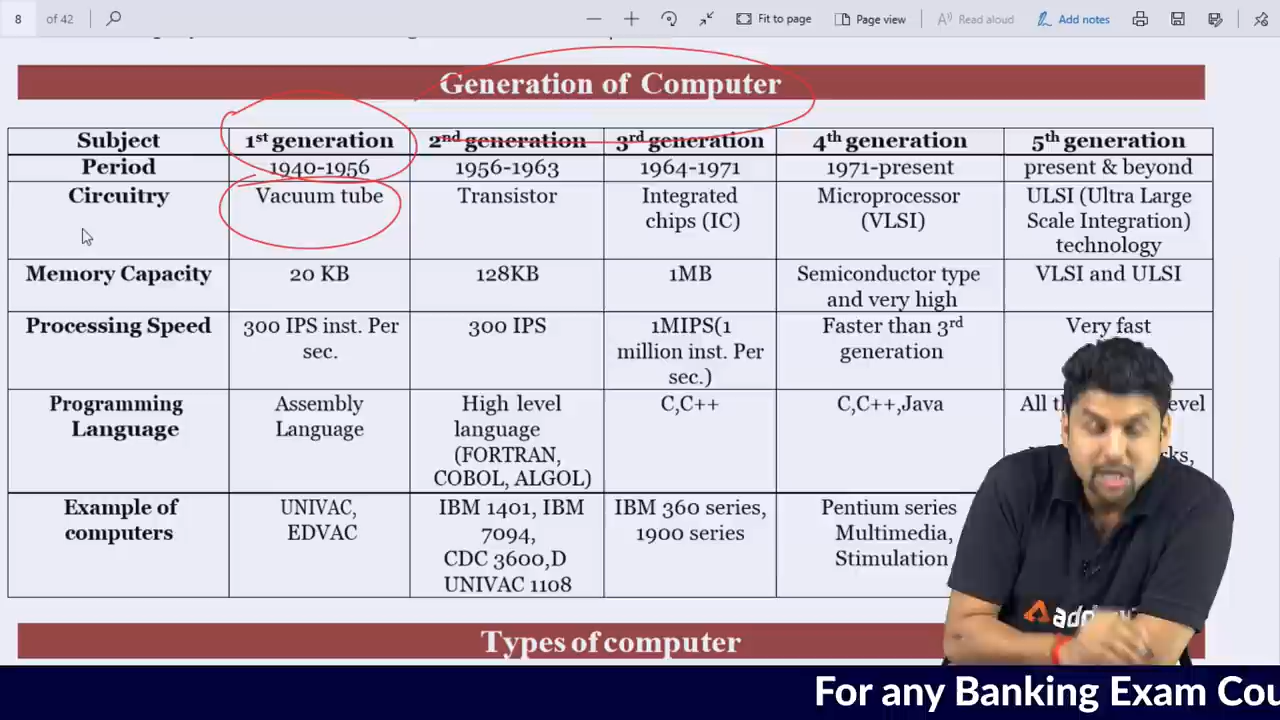 8 of 42 Fit to page Page view Read aloud Add notes
Generation of Computer
Subject 1st generation 2nd generation 3rd generation 4th generation 5th generation
Period 1940-1956 1956-1963 1964-1971 1971-present present & beyond
Circuitry Vacuum tube Transistor Integrated Microprocessor ULSI (Ultra Large
chips (IC) (VLSI) Scale Integration)
technology
Memory Capacity 20 KB 128KB 1MB Semiconductor type VLSI and ULSI
and very high
Processing Speed 300 IPS inst. Per 300 IPS 1MIPS(1 Faster than 3rd Very fast
sec. million inst. Per generation
sec.)
Programming Assembly High level C,C++ C,C++,Java All
Language Language language
(FORTRAN,
COBOL, ALGOL)
Example of UNIVAC, IBM 1401, IBM IBM 360 series, Pentium series
computers EDVAC 7094, 1900 series Multimedia,
CDC 3600,D Stimulation
UNIVAC 1108
Types of computer
For any Banking Exam